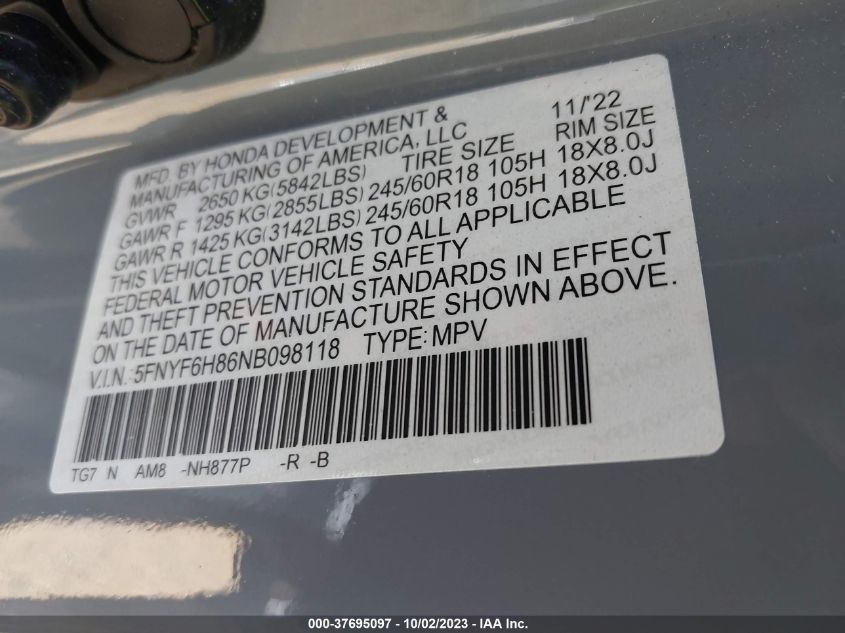 MFD. BY HONDA DEVELOPMENT & 11/'22
MANUFACTURING OF AMERICA, LLC
GVWR 2650 KG(5842LBS) TIRE SIZE RIM SIZE
GAWR F 1295 KG(2855LBS) 245/60R18 105H 18X8.0J
GAWR R 1425 KG(3142LBS) 245/60R18 105H 18X8.0J
THIS VEHICLE CONFORMS TO ALL APPLICABLE
FEDERAL MOTOR VEHICLE SAFETY
AND THEFT PREVENTION STANDARDS IN EFFECT
ON THE DATE OF MANUFACTURE SHOWN ABOVE.
V.I.N.: 5FNYF6H86NB098118 TYPE: MPV
TG7 N AM8 -NH877P -R -B
000-37695097 - 10/02/2023 - IAA Inc.